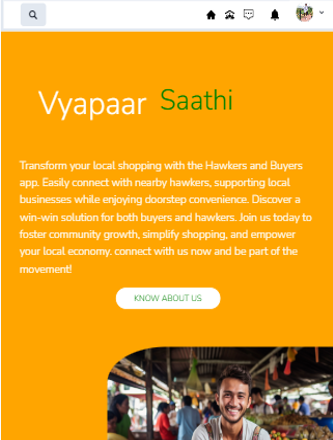 Vyapaar Saathi
Transform your local shopping with the Hawkers and Buyers
app. Easily connect with nearby hawkers, supporting local
businesses while enjoying doorstep convenience. Discover a
win-win solution for both buyers and hawkers. Join us today to
foster community growth, simplify shopping, and empower
your local economy. connect with us now and be part of the
movement!
KNOW ABOUT US